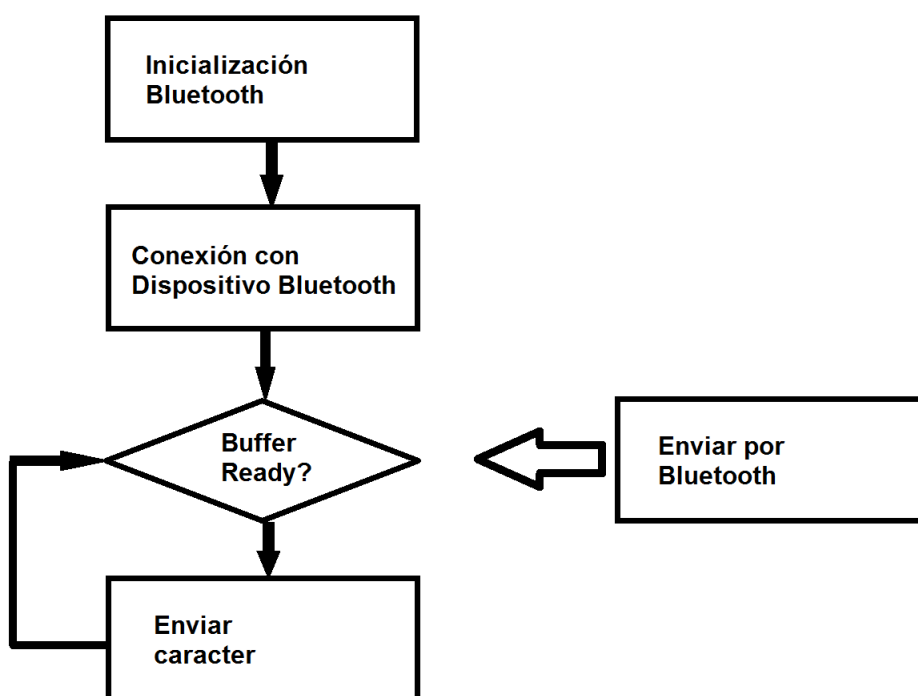 Inicialización
Bluetooth
Conexión con
Dispositivo Bluetooth
Buffer
Ready?
Enviar por
Bluetooth
Enviar
caracter